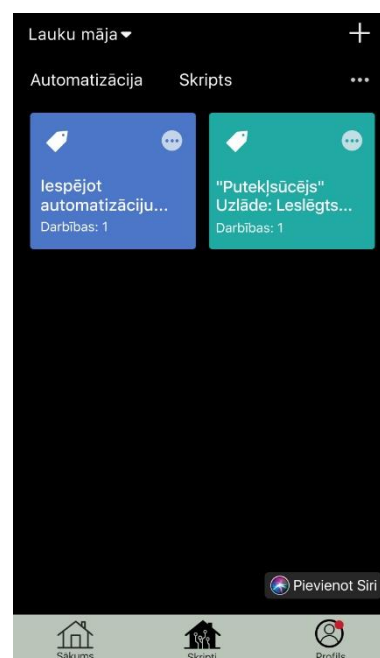 Lauku māja
Automatizācija Skripts
Iespējot
automatizāciju...
Darbības: 1
"Putekļsūcējs"
Uzlāde: Leslēgts...
Darbības: 1
Pievienot Siri
Sākums Skripti Profils